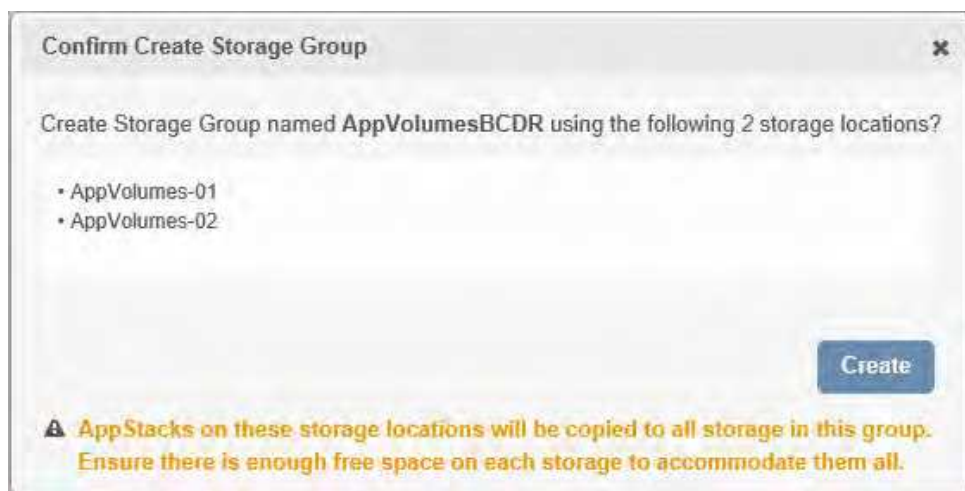 Confirm Create Storage Group
Create Storage Group named AppVolumesBCDR using the following 2 storage locations?
• AppVolumes-01
• AppVolumes-02
Create
AppStacks on these storage locations will be copied to all storage in this group.
Ensure there is enough free space on each storage to accommodate them all.